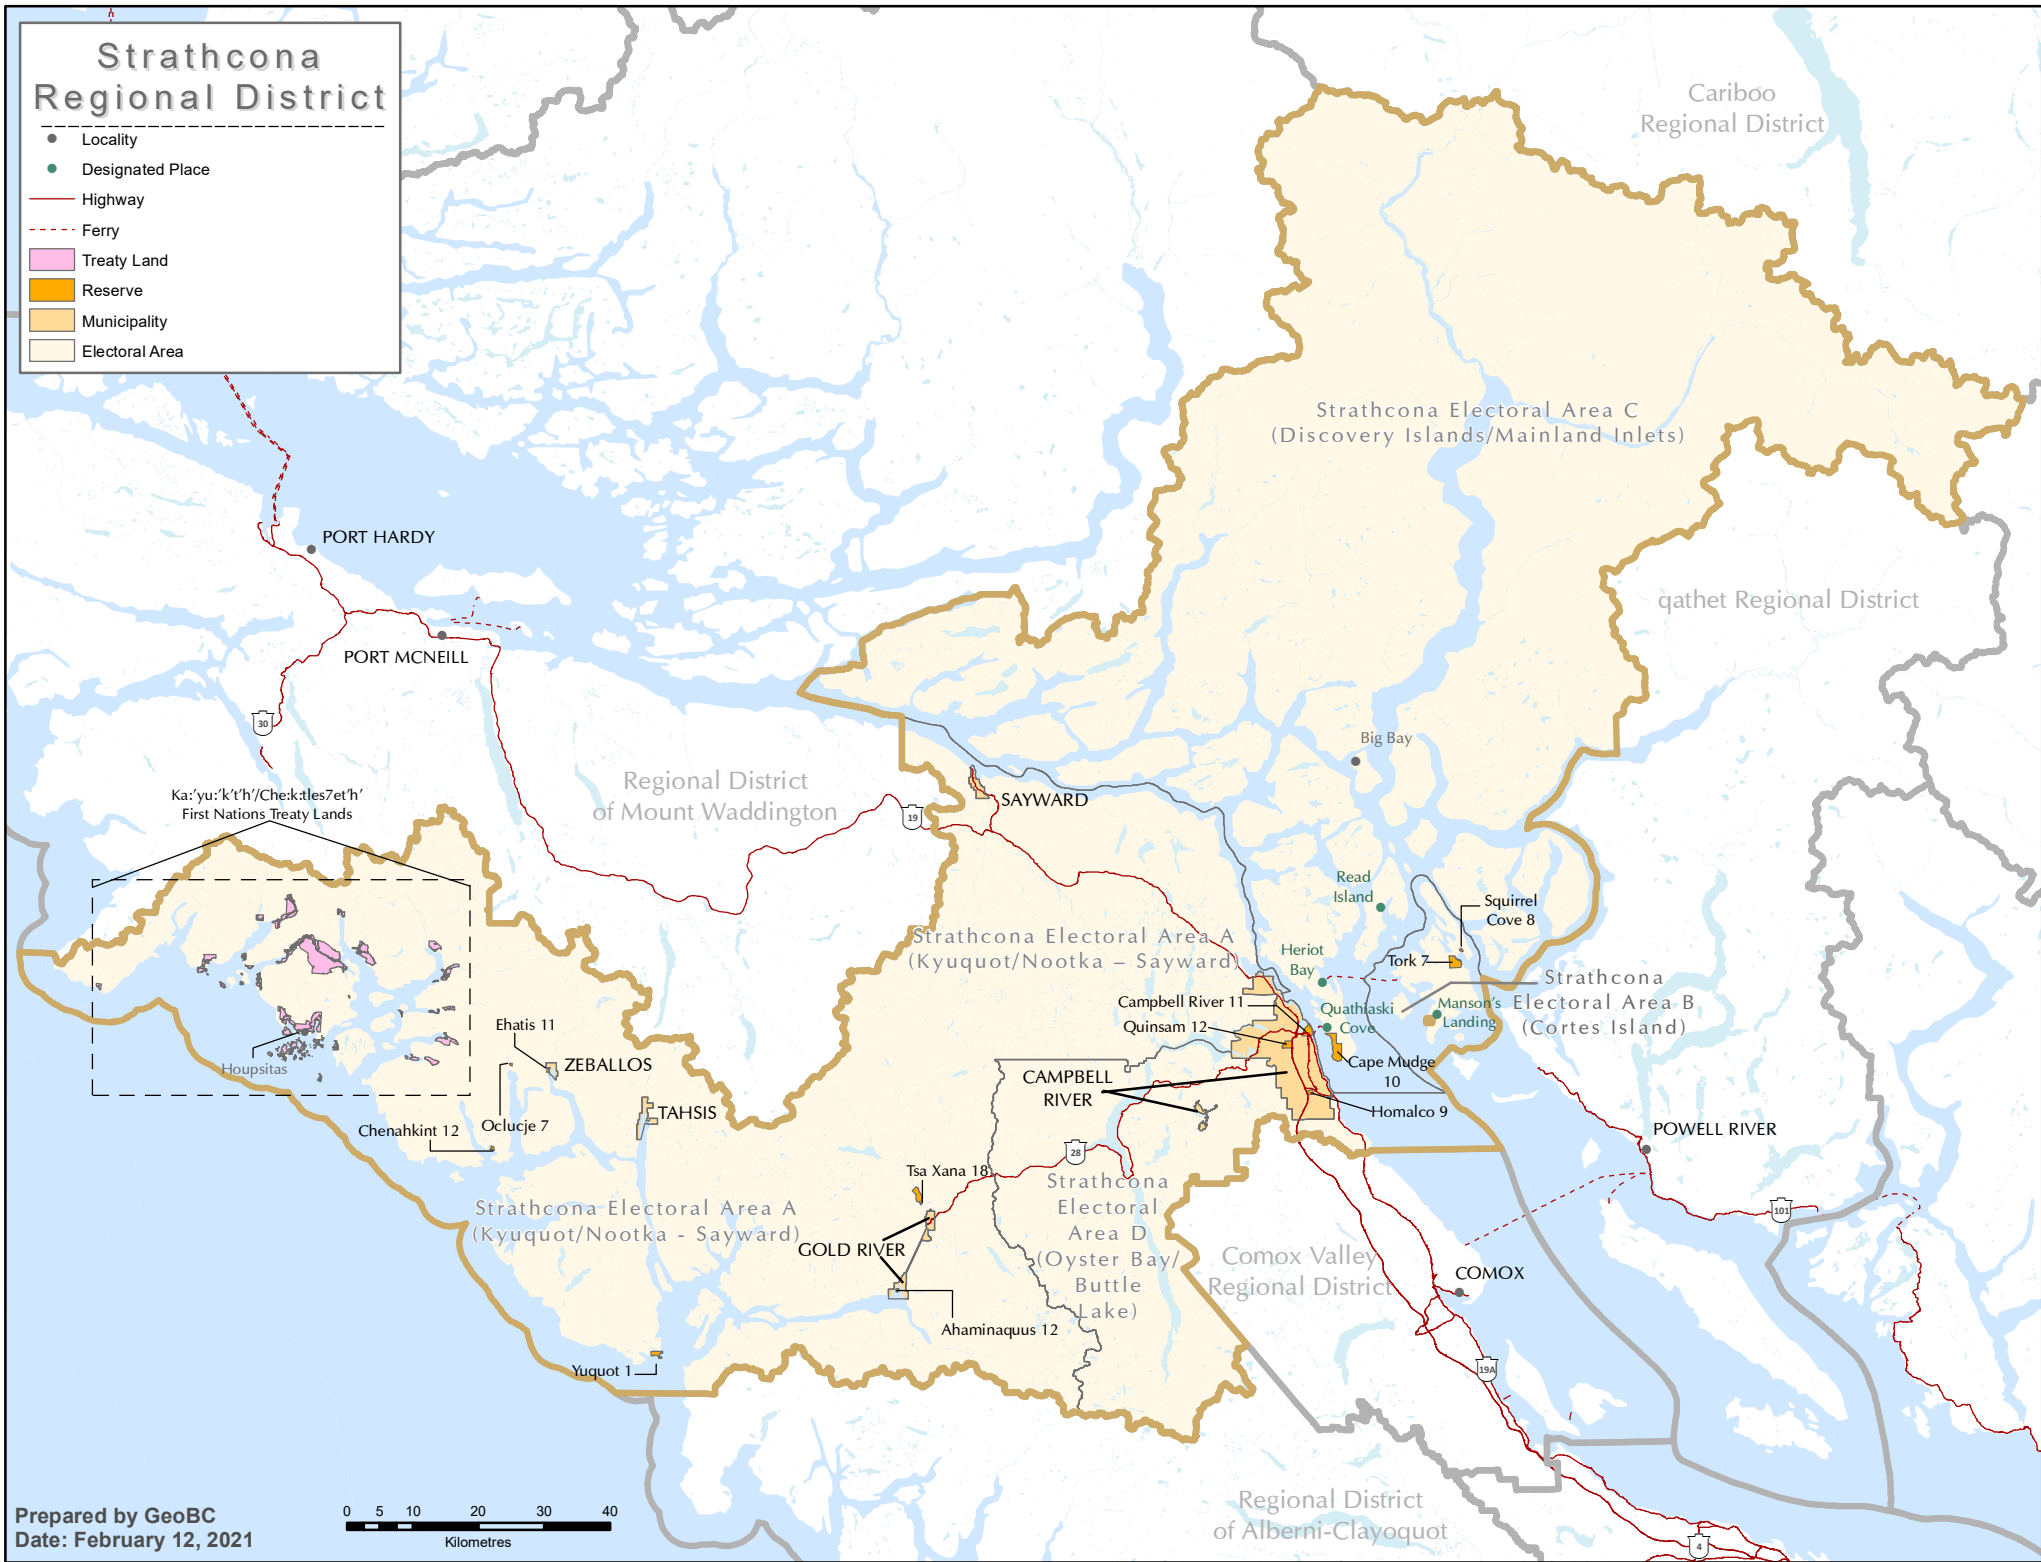 Strathcona
Regional District
Locality
Designated Place
Highway
Ferry
Treaty Land
Reserve
Municipality
Electoral Area
Cariboo
Regional District
Strathcona Electoral Area C
(Discovery Islands/Mainland Inlets)
PORT HARDY
qathet Regional District
PORT MCNEILL
30
Big Bay
Regional District
of Mount Waddington
Ka:'yu:'k't'h'/Che:k:tles7et'h'
First Nations Treaty Lands
SAYWARD
19
Read
Island
Squirrel
Cove 8
Strathcona Electoral Area A
(Kyuquot/Nootka – Sayward)
Heriot
Bay
Tork 7
Strathcona
Electoral Area B
(Cortes Island)
Campbell River 11
Quathiaski
Cove
Manson's
Landing
Quinsam 12
Ehatis 11
ZEBALLOS
Houpsitas
Cape Mudge
10
CAMPBELL
RIVER
TAHSIS
Homalco 9
Oclucje 7
Chenahkint 12
POWELL RIVER
28
Tsa Xana 18
Strathcona
Electoral
Area D
(Oyster Bay/
Buttle
Lake)
Strathcona Electoral Area A
(Kyuquot/Nootka - Sayward)
101
GOLD RIVER
Comox Valley
Regional District
COMOX
Ahaminaquus 12
Yuquot 1
19A
Regional District
of Alberni-Clayoquot
4
Prepared by GeoBC
Date: February 12, 2021
0 5 10 20 30 40
Kilometres